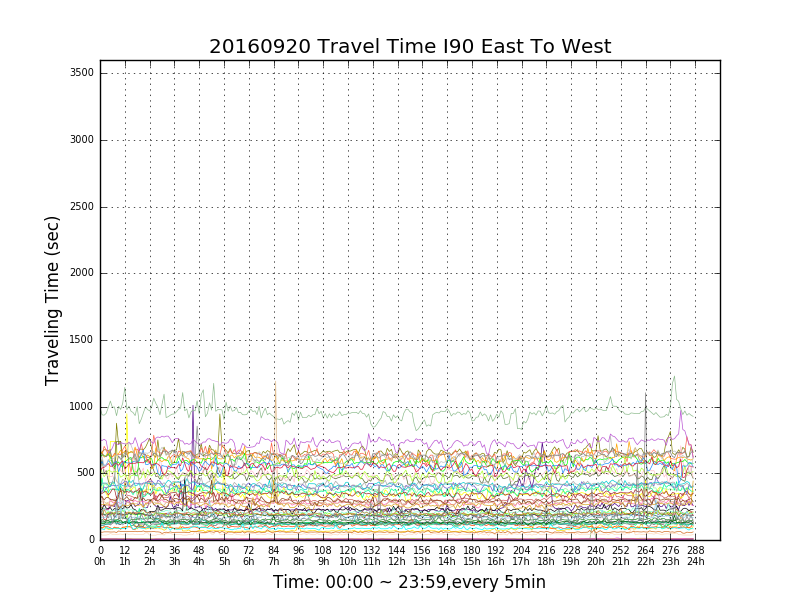 20160920 Travel Time I90 East To West
3500
3000
2500
2000
1500
1000
500
0
Traveling Time (sec)
0 12 24 36 48 60 72 84 96 108 120 132 144 156 168 180 192 204 216 228 240 252 264 276 288
0h 1h 2h 3h 4h 5h 6h 7h 8h 9h 10h 11h 12h 13h 14h 15h 16h 17h 18h 19h 20h 21h 22h 23h 24h
Time: 00:00 ~ 23:59,every 5min